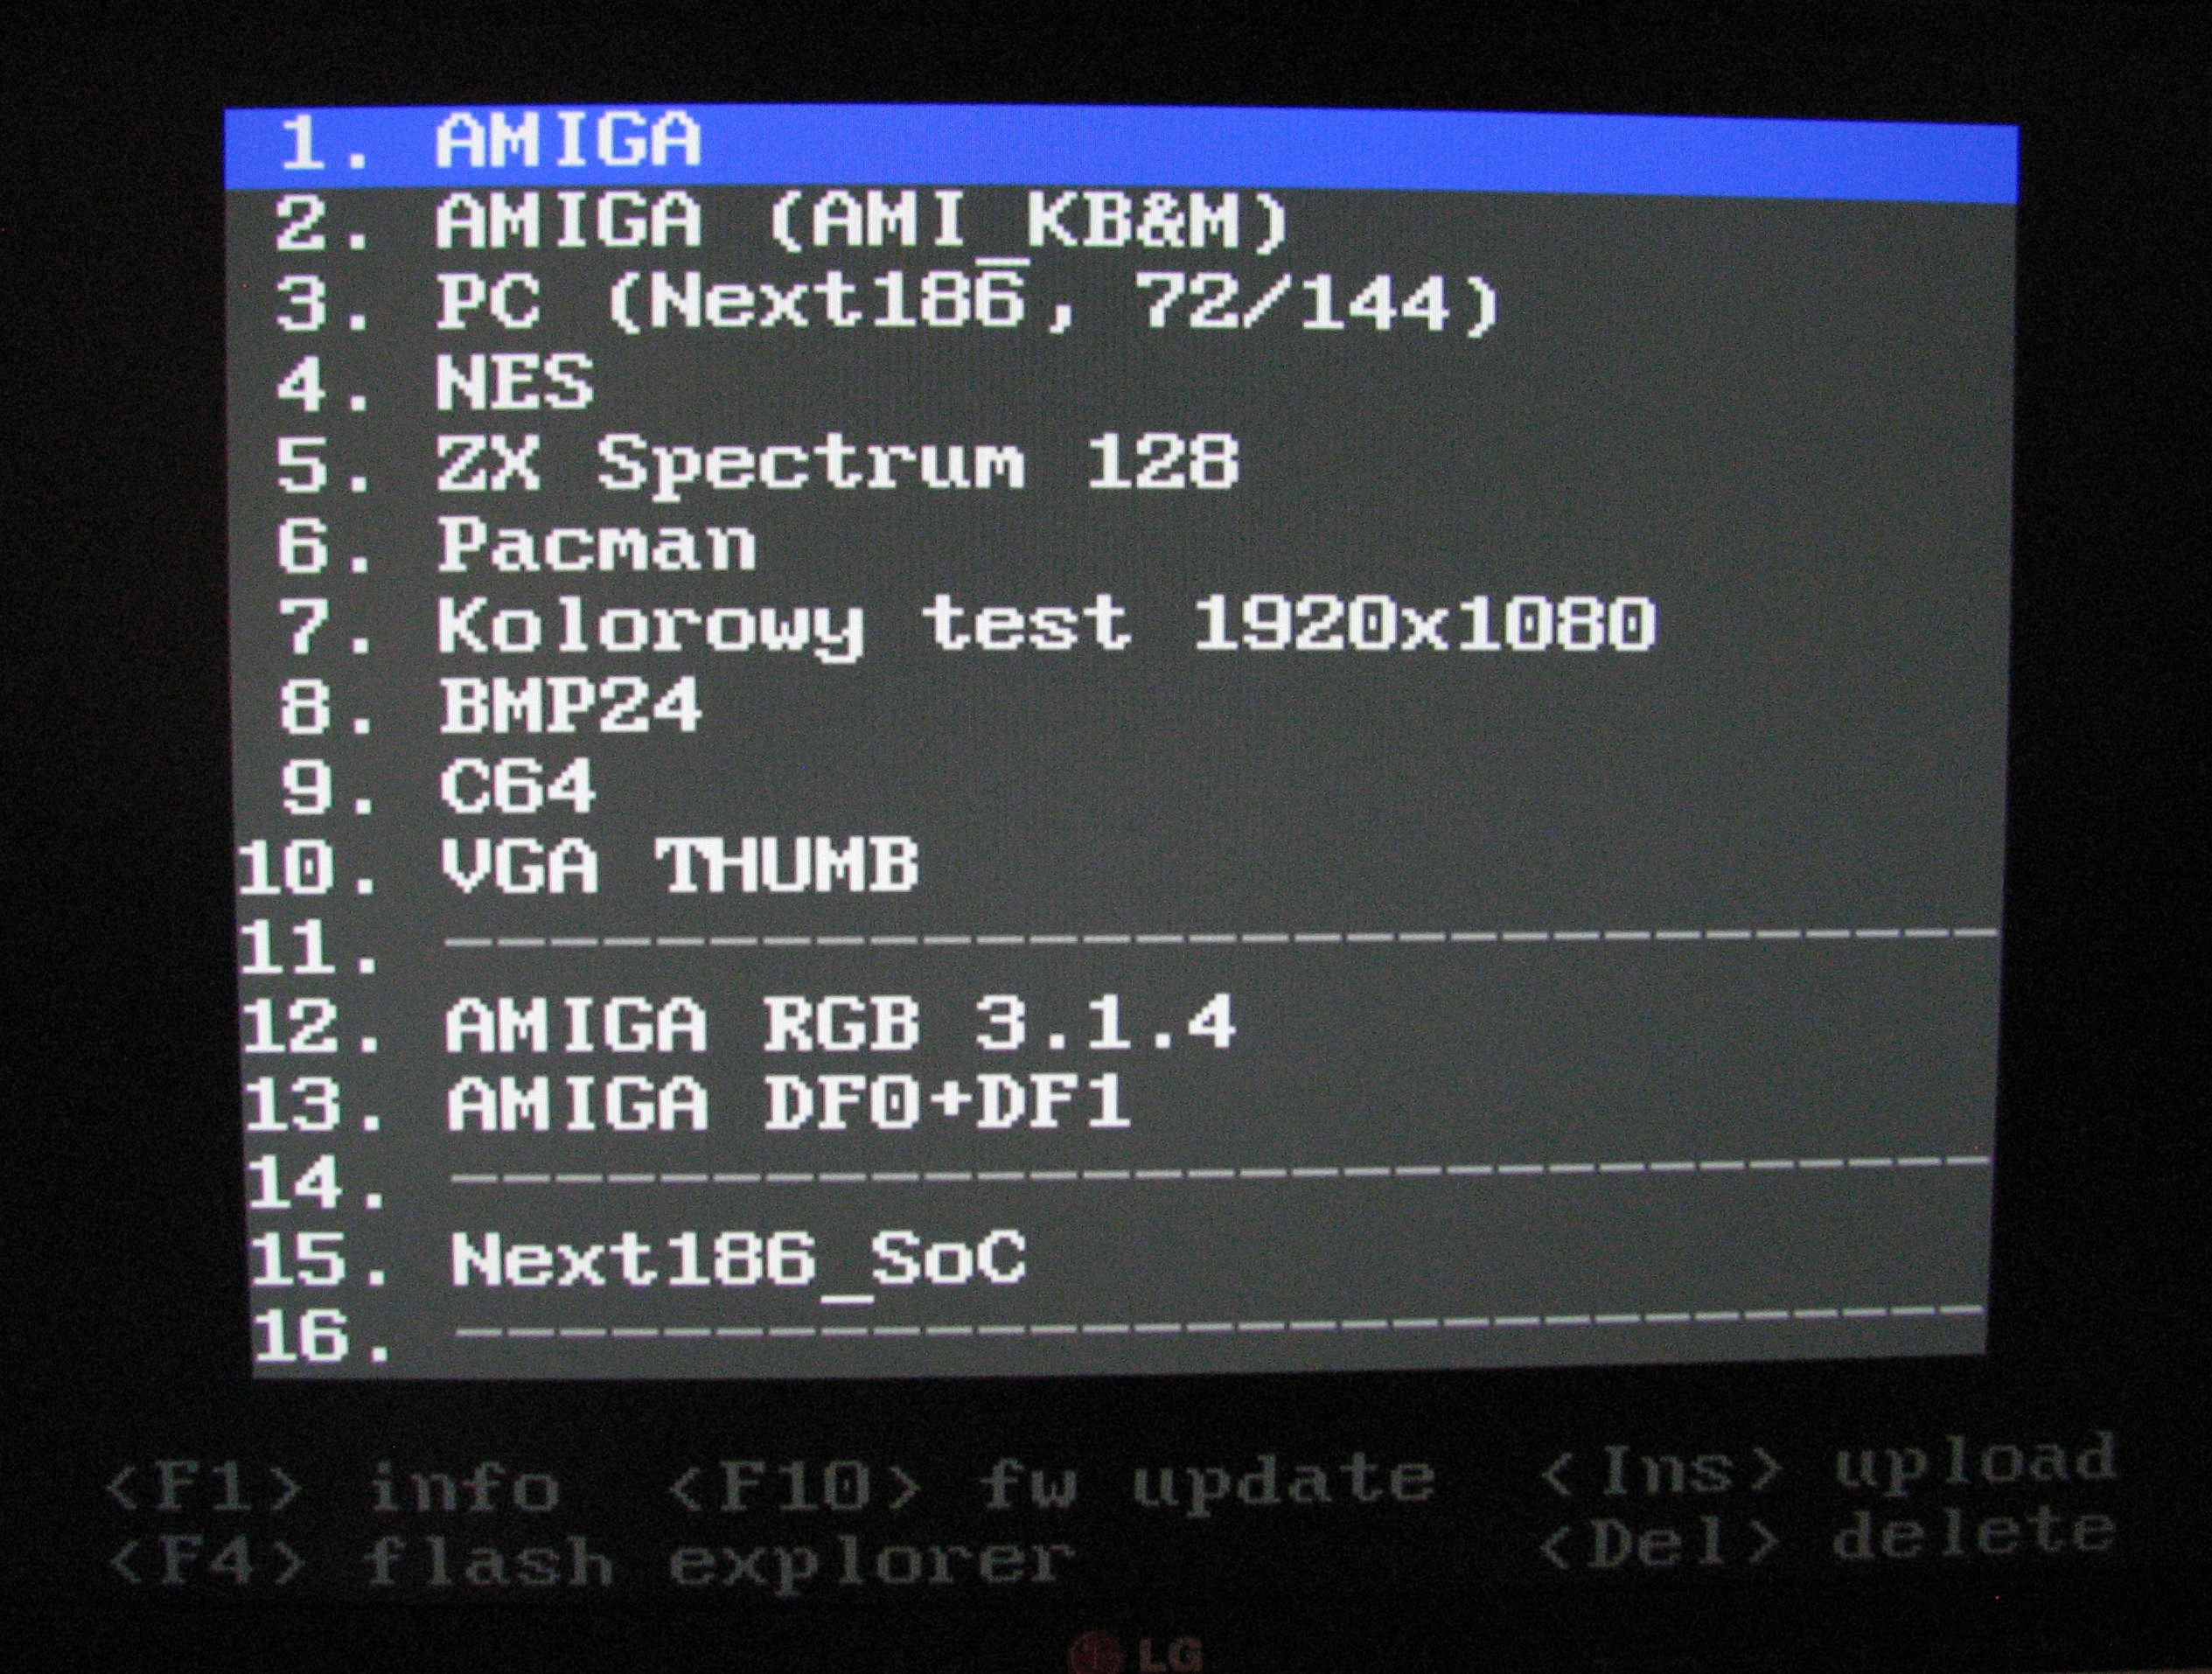 1. AMIGA
2. AMIGA (AMI_KB&M)
3. PC (Next186, 72/144)
4. NES
5. ZX Spectrum 128
6. Pacman
7. Kolorowy test 1920x1080
8. BMP24
9. C64
10. VGA THUMB
11. -----------------------------
12. AMIGA RGB 3.1.4
13. AMIGA DF0+DF1
14. -----------------------------
15. Next186_SoC
16. -----------------------------
<F1> info <F10> fw update <Ins> upload
<F4> flash explorer <Del> delete
LG